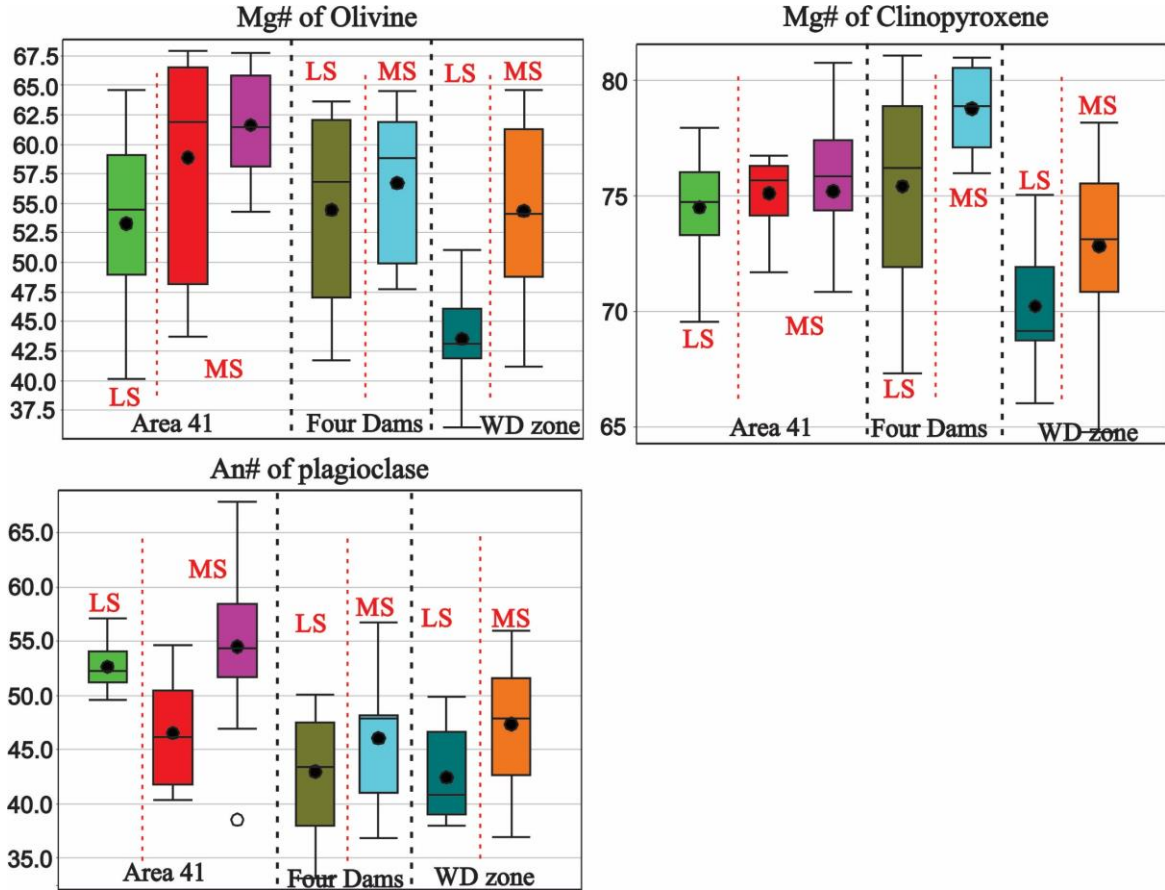 Mg# of Olivine
67.5
65.0
62.5
60.0
57.5
55.0
52.5
50.0
47.5
45.0
42.5
40.0
37.5
LS MS LS MS
LS MS
Area 41 Four Dams WD zone
Mg# of Clinopyroxene
80
75
70
65
LS MS LS MS LS MS
Area 41 Four Dams WD zone
An# of plagioclase
65.0
60.0
55.0
50.0
45.0
40.0
35.0
LS MS LS MS LS MS
Area 41 Four Dams WD zone